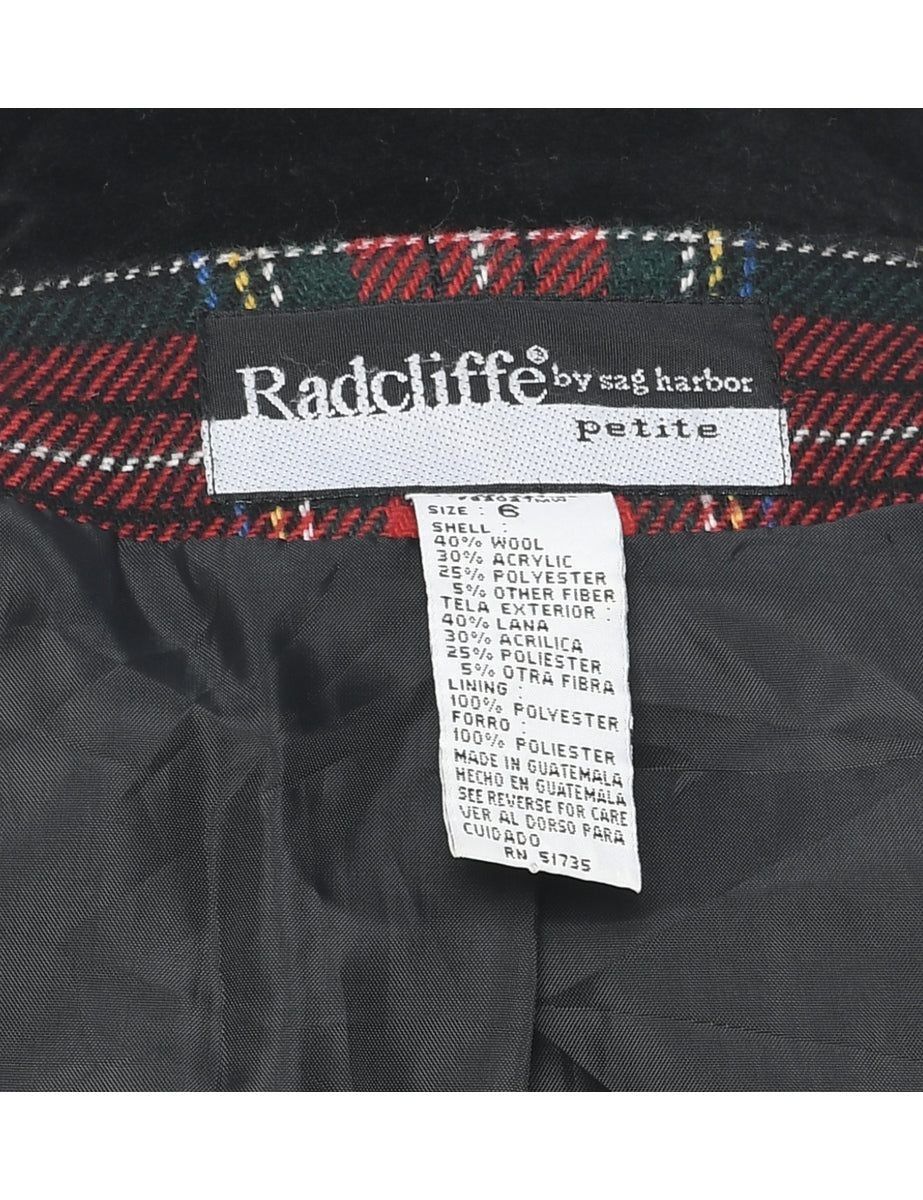 Radcliffe® by sag harbor
petite
SIZE : 6
SHELL :
40% WOOL
30% ACRYLIC
25% POLYESTER
5% OTHER FIBER
TELA EXTERIOR :
40% LANA
30% ACRILICA
25% POLIESTER
5% OTRA FIBRA
LINING :
100% POLYESTER
FORRO :
100% POLIESTER
MADE IN GUATEMALA
HECHO EN GUATEMALA
SEE REVERSE FOR CARE
VER AL DORSO PARA
CUIDADO
RN 51735